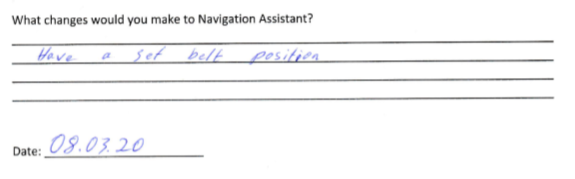 What changes would you make to Navigation Assistant?
Have a set belt position
Date: 08.03.20